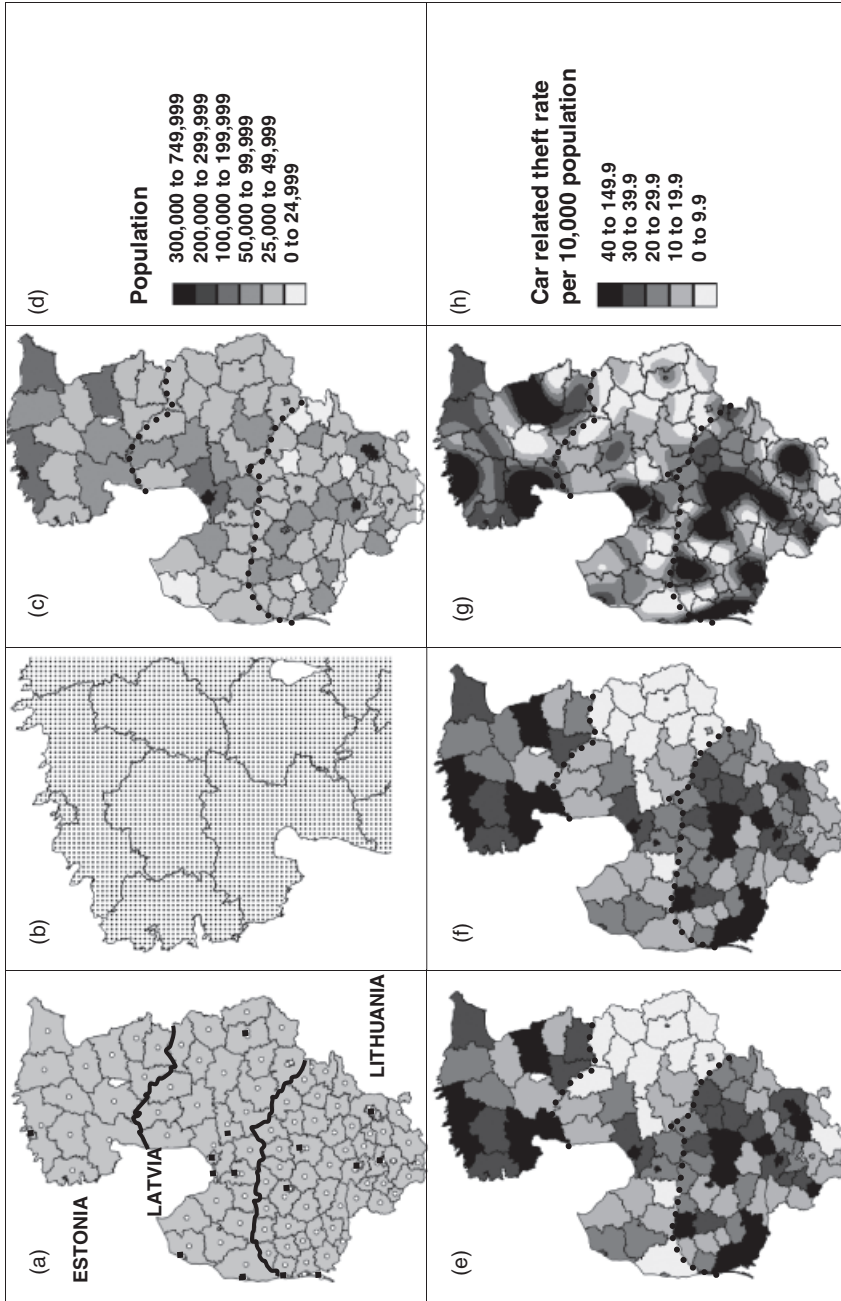 (a)
ESTONIA
LATVIA
LITHUANIA
(b)
(c)
(d)
Population
300,000 to 749,999
200,000 to 299,999
100,000 to 199,999
50,000 to 99,999
25,000 to 49,999
0 to 24,999
(e)
(f)
(g)
(h)
Car related theft rate
per 10,000 population
40 to 149.9
30 to 39.9
20 to 29.9
10 to 19.9
0 to 9.9